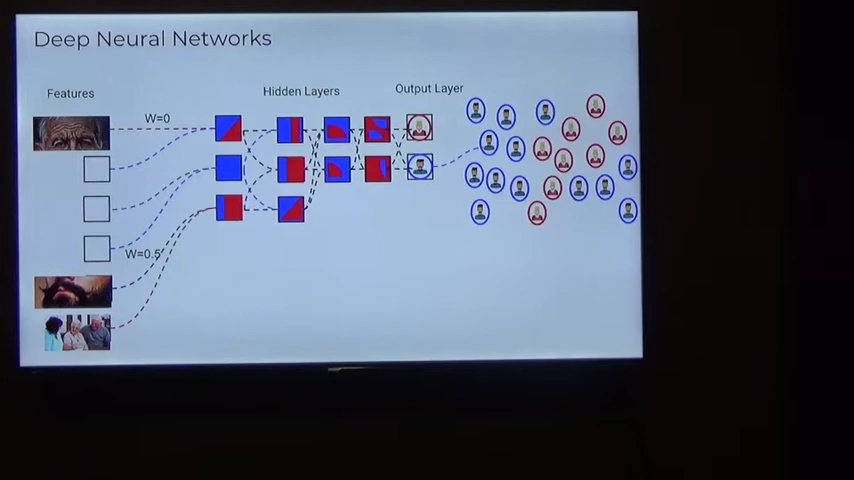 Deep Neural Networks
Features
Hidden Layers
Output Layer
W=0
W=0.5